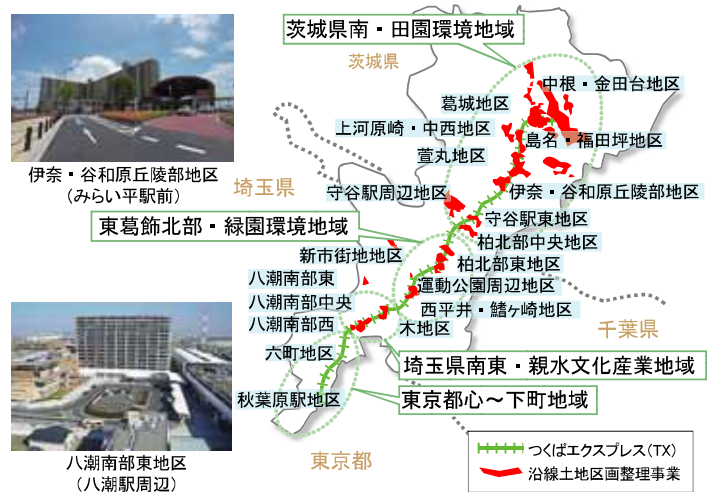 茨城県南・田園環境地域
茨城県
中根・金田台地区
葛城地区
上河原崎・中西地区
島名・福田坪地区
萱丸地区
伊奈・谷和原丘陵部地区
(みらい平駅前)
埼玉県
守谷駅周辺地区
伊奈・谷和原丘陵部地区
守谷駅東地区
東葛飾北部・緑園環境地域
柏北部中央地区
新市街地地区
柏北部東地区
八潮南部東
運動公園周辺地区
八潮南部中央
西平井・鰭ヶ崎地区
八潮南部西
木地区
千葉県
六町地区
埼玉県南東・親水文化産業地域
秋葉原駅地区
東京都心~下町地域
東京都
八潮南部東地区
(八潮駅周辺)
つくばエクスプレス(TX)
沿線土地区画整理事業